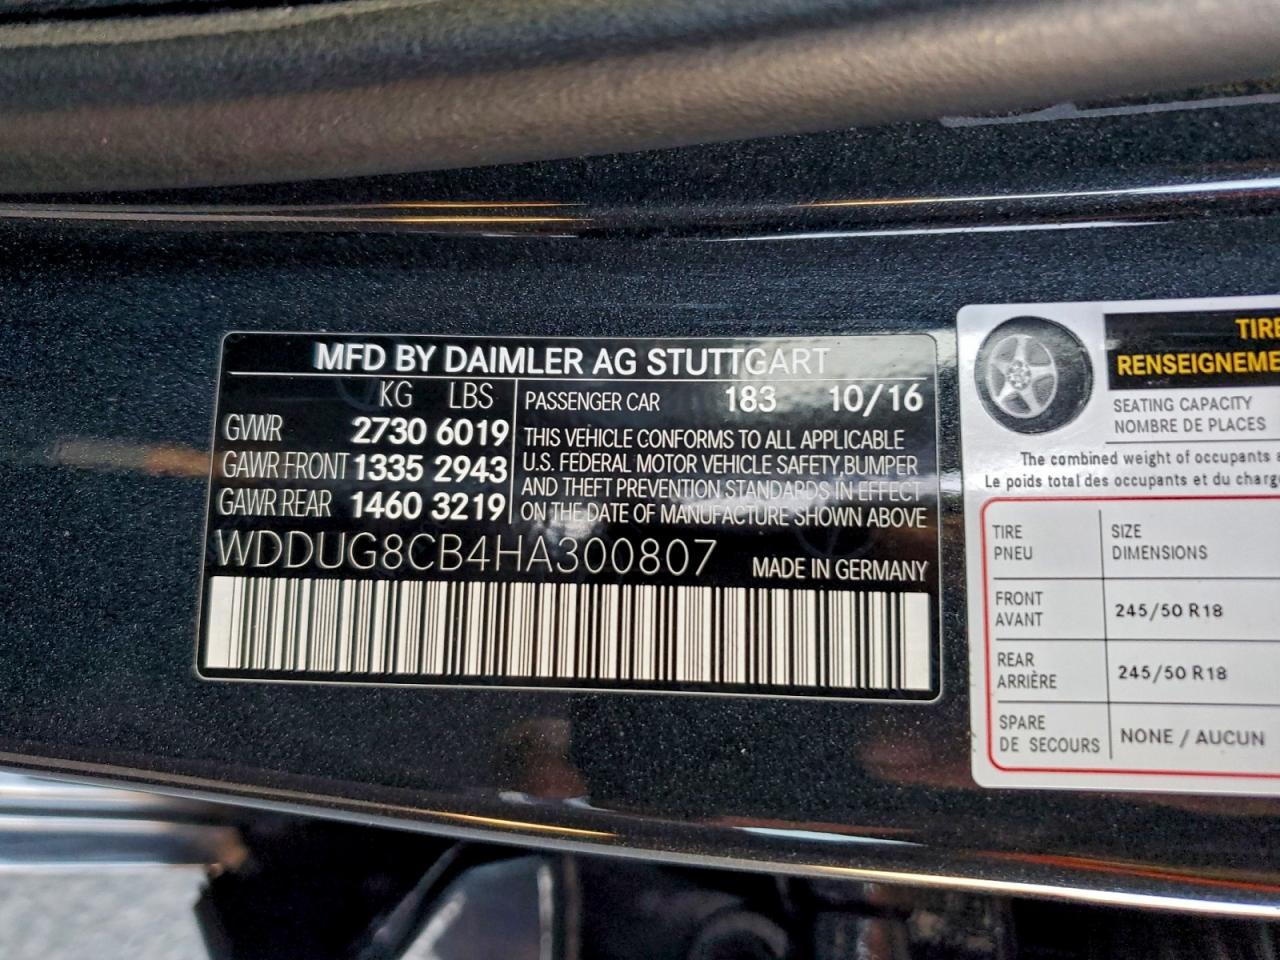 MFD BY DAIMLER AG STUTTGART
KG LBS
GVWR 2730 6019
GAWR FRONT 1335 2943
GAWR REAR 1460 3219
PASSENGER CAR 183 10/16
THIS VEHICLE CONFORMS TO ALL APPLICABLE
U.S. FEDERAL MOTOR VEHICLE SAFETY,BUMPER
AND THEFT PREVENTION STANDARDS IN EFFECT
ON THE DATE OF MANUFACTURE SHOWN ABOVE
WDDUG8CB4HA300807 MADE IN GERMANY
TIRE
RENSEIGNEME
SEATING CAPACITY
NOMBRE DE PLACES
The combined weight of occupants a
Le poids total des occupants et du charg
TIRE SIZE
PNEU DIMENSIONS
FRONT
AVANT 245/50 R18
REAR
ARRIÈRE 245/50 R18
SPARE
DE SECOURS NONE / AUCUN